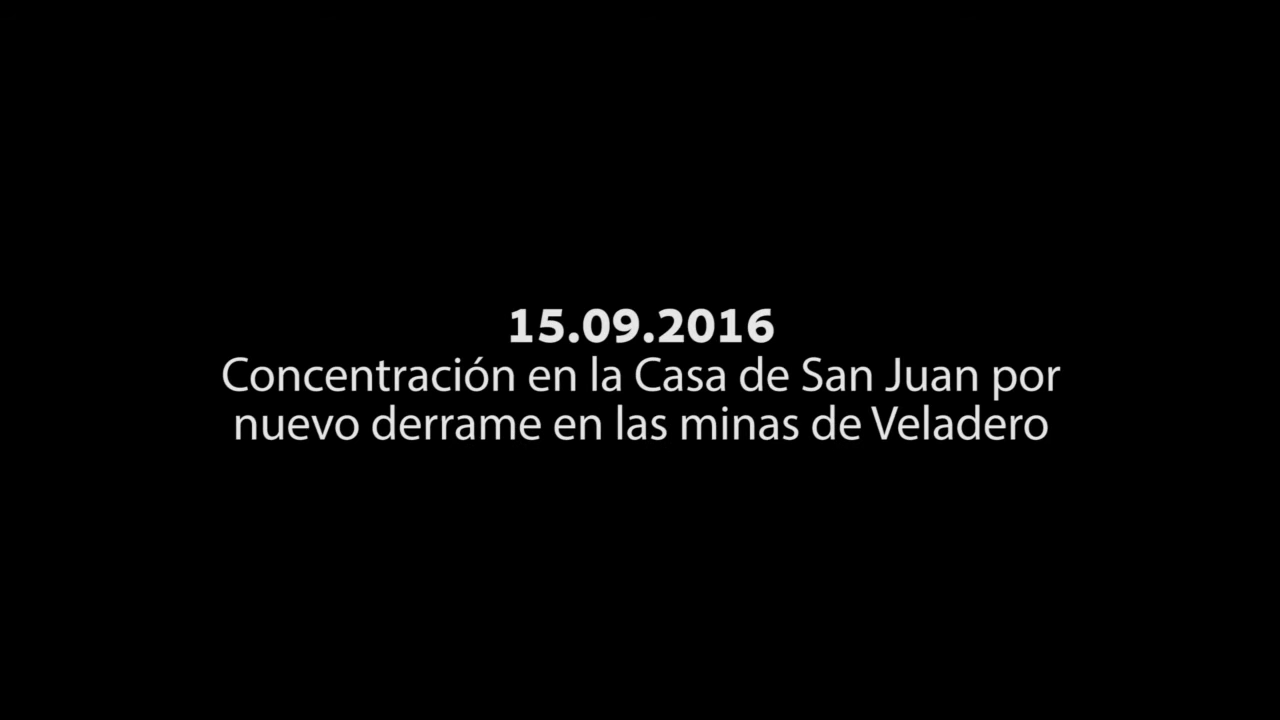 15.09.2016
Concentración en la Casa de San Juan por
nuevo derrame en las minas de Veladero